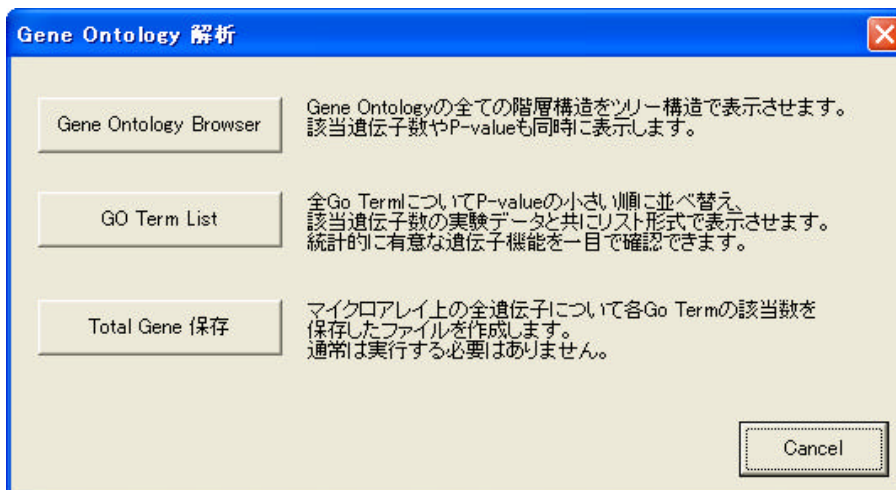 Gene Ontology 解析
Gene Ontology Browser
Gene Ontologyの全ての階層構造をツリー構造で表示させます。
該当遺伝子数やP-valueも同時に表示します。
GO Term List
全Go TermについてP-valueの小さい順に並べ替え、
該当遺伝子数の実験データと共にリスト形式で表示させます。
統計的に有意な遺伝子機能を一目で確認できます。
Total Gene 保存
マイクロアレイ上の全遺伝子について各Go Termの該当数を
保存したファイルを作成します。
通常は実行する必要はありません。
Cancel